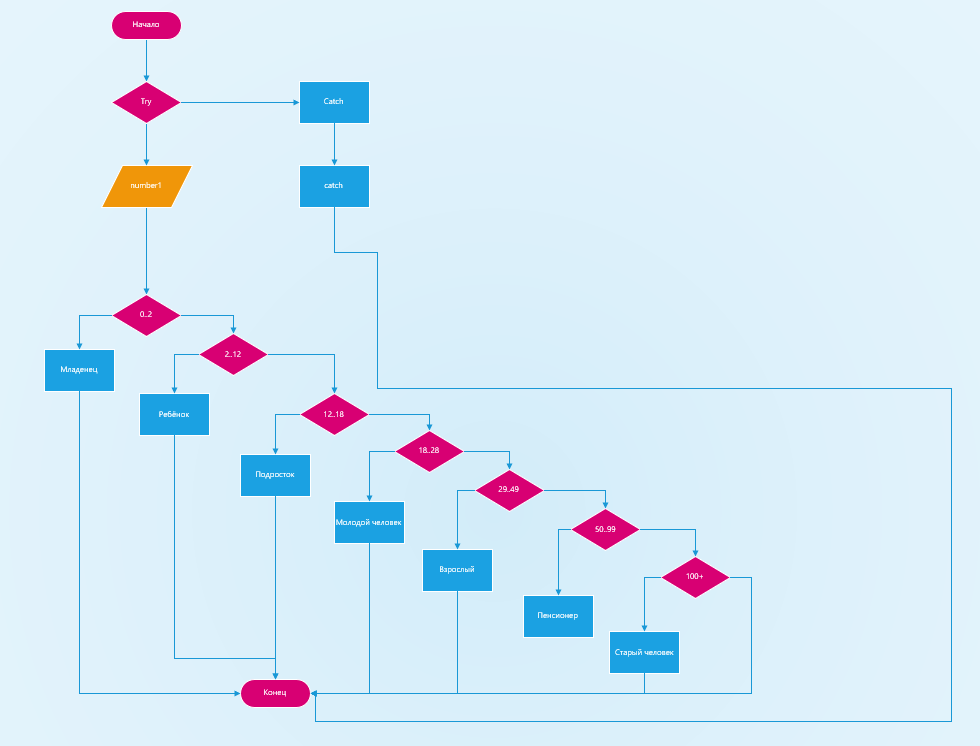 Начало
Try
Catch
number1
catch
0..2
2..12
Младенец
Ребёнок
12..18
18..28
Подросток
29..49
Молодой человек
50..99
Взрослый
100+
Пенсионер
Старый человек
Конец